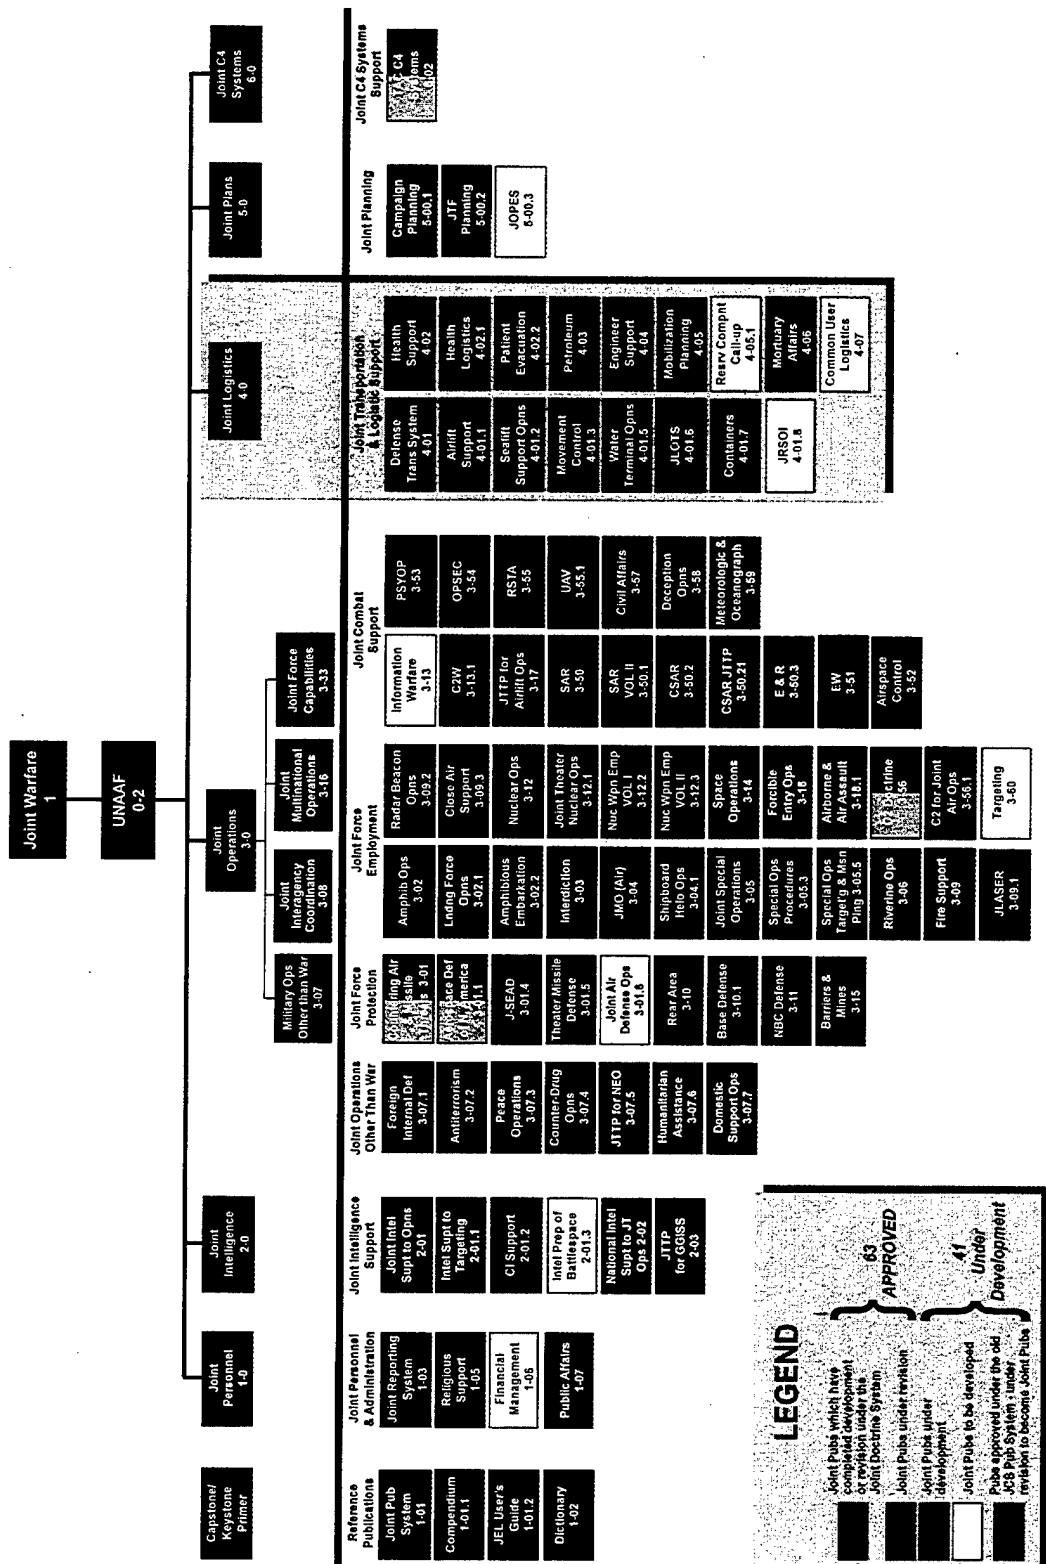 Joint Warfare
1
UNAAF
0-2
Capstone/
Keystone
Primer
Joint
Personnel
1-0
Joint
Intelligence
2-0
Joint
Operations
3-0
Joint Logistics
4-0
Joint Plans
5-0
Joint C4
Systems
6-0
Military Ops
Other than War
3-07
Joint
Interagency
Coordination
3-08
Joint
Multinational
Operations
3-16
Joint Force
Capabilities
3-33
Reference
Publications
Joint Pub
System
1-01
Compendium
1-01.1
JEL User's
Guide
1-01.2
Dictionary
1-02
Joint Personnel
& Administration
Joint Reporting
System
1-03
Religious
Support
1-05
Financial
Management
1-06
Public Affairs
1-07
Joint Intelligence
Support
Joint Intel
Supt to Opns
2-01
Intel Supt to
Targeting
2-01.1
CI Support
2-01.2
Intel Prep of
Battlespace
2-01.3
National Intel
Supt to JT
Ops 2-02
JTTP
for GGISS
2-03
Joint Operations
Other Than War
Foreign
Internal Def
3-07.1
Antiterrorism
3-07.2
Peace
Operations
3-07.3
Counter-Drug
Opns
3-07.4
JTTP for NEO
3-07.5
Humanitarian
Assistance
3-07.6
Domestic
Support Ops
3-07.7
Joint Force
Protection
Air
Missile
3-01
Def
America
J-SEAD
3-01.4
Theater Missile
Defense
3-01.5
Joint Air
Defense Ops
3-01.6
Rear Area
3-10
Base Defense
3-10.1
NBC Defense
3-11
Barriers &
Mines
3-15
Joint Force
Employment
Amphib Ops
3-02
Lndng Force
Opns
3-02.1
Amphibious
Embarkation
3-02.2
Interdiction
3-03
JMO (Air)
3-04
Shipboard
Helo Ops
3-04.1
Joint Special
Operations
3-05
Special Ops
Procedures
3-05.3
Special Ops
Target'g & Msn
Plng 3-05.5
Riverine Ops
3-06
Fire Support
3-09
JLASER
3-09.1
Radar Beacon
Opns
3-09.2
Close Air
Support
3-09.3
Nuclear Ops
3-12
Joint Theater
Nuclear Ops
3-12.1
Nuc Wpn Emp
VOL I
3-12.2
Nuc Wpn Emp
VOL II
3-12.3
Space
Operations
3-14
Forcible
Entry Ops
3-18
Airborne &
Air Assault
3-18.1
C2 for Joint
Air Ops
3-56.1
Targeting
3-60
Joint Combat
Support
Information
Warfare
3-13
C2W
3-13.1
JTTP for
Airlift Ops
3-17
SAR
3-50
SAR
VOL II
3-50.1
CSAR
3-50.2
CSAR JTTP
3-50.21
E & R
3-50.3
EW
3-51
Airspace
Control
3-52
PSYOP
3-53
OPSEC
3-54
RSTA
3-55
UAV
3-55.1
Civil Affairs
3-57
Deception
Opns
3-58
Meteorologic &
Oceanograph
3-59
Joint Transportation
& Logistic Support
Defense
Trans System
4-01
Airlift
Support
4-01.1
Sealift
Support Opns
4-01.2
Movement
Control
4-01.3
Water
Terminal Opns
4-01.5
JLOTS
4-01.6
Containers
4-01.7
JRSOI
4-01.8
Health
Support
4-02
Health
Logistics
4-02.1
Patient
Evacuation
4-02.2
Petroleum
4-03
Engineer
Support
4-04
Mobilization
Planning
4-05
Resrv Compnt
Call-up
4-05.1
Mortuary
Affairs
4-06
Common User
Logistics
4-07
Joint Planning
Campaign
Planning
5-00.1
JTF
Planning
5-00.2
JOPES
5-00.3
Joint C4 Systems
Support
C4
LEGEND
Joint Pubs which have
completed development
or revision under the
Joint Doctrine System
Joint Pubs under revision
63
APPROVED
Joint Pubs under
development
Joint Pubs to be developed
Pubs approved under the old
JCS Pub System - under
revision to become Joint Pubs
41
Under
Development